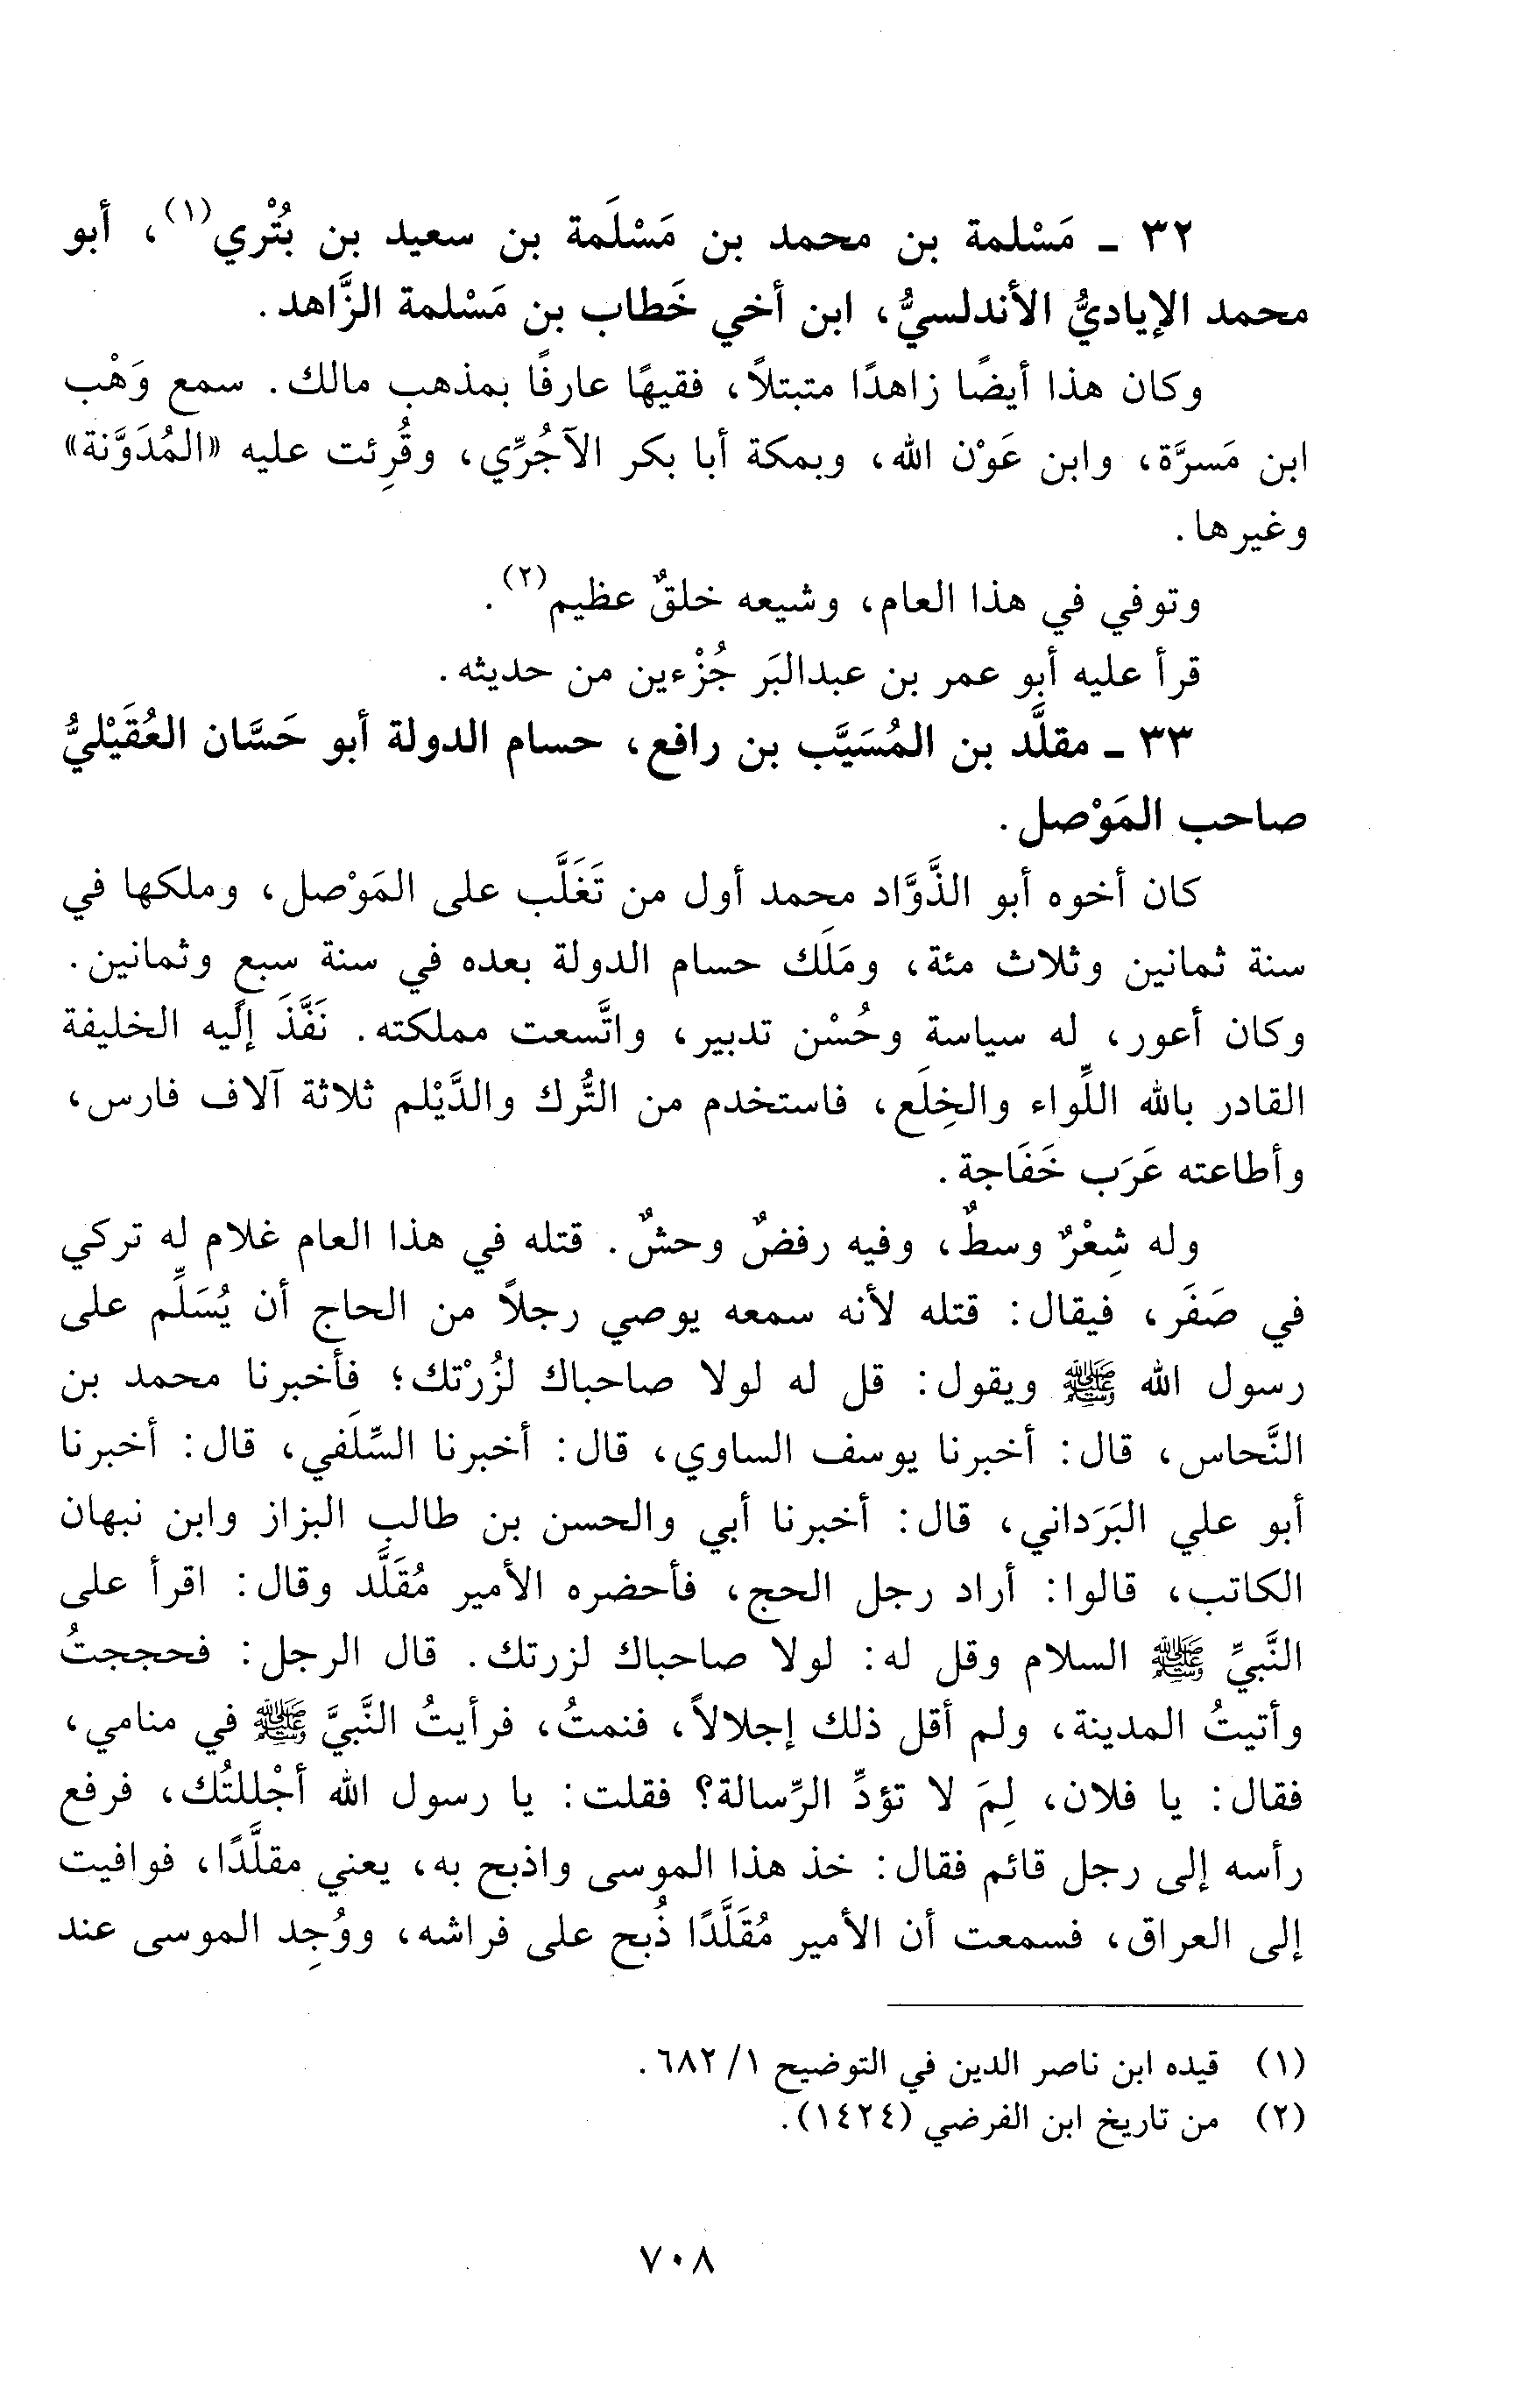 ٣٢ ـ مَسْلمة بن محمد بن مَسْلَمة بن سعيد بن بُتْري(١)، أبو
محمد الإياديُّ الأندلسيُّ، ابن أخي خَطاب بن مَسْلمة الزَّاهد.
وكان هذا أيضًا زاهدًا متبتلاً، فقيهًا عارفًا بمذهب مالك. سمع وَهْب
ابن مَسرَّة، وابن عَوْن الله، وبمكة أبا بكر الآجُرِّي، وقُرِئت عليه «المُدَوَّنة»
وغيرها.
وتوفي في هذا العام، وشيعه خلقٌ عظيم(٢).
قرأ عليه أبو عمر بن عبدالبَر جُزْءين من حديثه.
٣٣ ـ مقلَّد بن المُسَيَّب بن رافع، حسام الدولة أبو حَسَّان العُقَيْليُّ
صاحب المَوْصل.
كان أخوه أبو الذَّوَّاد محمد أول من تَغَلَّب على المَوْصل، وملكها في
سنة ثمانين وثلاث مئة، ومَلَك حسام الدولة بعده في سنة سبعٍ وثمانين.
وكان أعور، له سياسة وحُسْن تدبير، واتَّسعت مملكته. نَفَّذَ إليه الخليفة
القادر بالله اللِّواء والخِلَع، فاستخدم من التُّرك والدَّيْلم ثلاثة آلاف فارس،
وأطاعته عَرَب خَفَاجة.
وله شِعْرٌ وسطٌ، وفيه رفضٌ وحشٌ. قتله في هذا العام غلام له تركي
في صَفَر، فيقال: قتله لأنه سمعه يوصي رجلاً من الحاج أن يُسَلِّم على
رسول الله ﷺ ويقول: قل له لولا صاحباك لزُرْتك؛ فأخبرنا محمد بن
النَّحاس، قال: أخبرنا يوسف الساوي، قال: أخبرنا السِّلَفي، قال: أخبرنا
أبو علي البَرَداني، قال: أخبرنا أبي والحسن بن طالب البزاز وابن نبهان
الكاتب، قالوا: أراد رجل الحج، فأحضره الأمير مُقَلَّد وقال: اقرأ على
النَّبيِّ ﷺ السلام وقل له: لولا صاحباك لزرتك. قال الرجل: فحججتُ
وأتيتُ المدينة، ولم أقل ذلك إجلالاً، فنمتُ، فرأيتُ النَّبيَّ ﷺ في منامي،
فقال: يا فلان، لِمَ لا تؤدِّ الرِّسالة؟ فقلت: يا رسول الله أجْللتُك، فرفع
رأسه إلى رجل قائم فقال: خذ هذا الموسى واذبح به، يعني مقلَّدًا، فوافيت
إلى العراق، فسمعت أن الأمير مُقَلَّدًا ذُبح على فراشه، ووُجِد الموسى عند
(١) قيده ابن ناصر الدين في التوضيح ١/ ٦٨٢.
(٢) من تاريخ ابن الفرضي (١٤٢٤).
٧٠٨